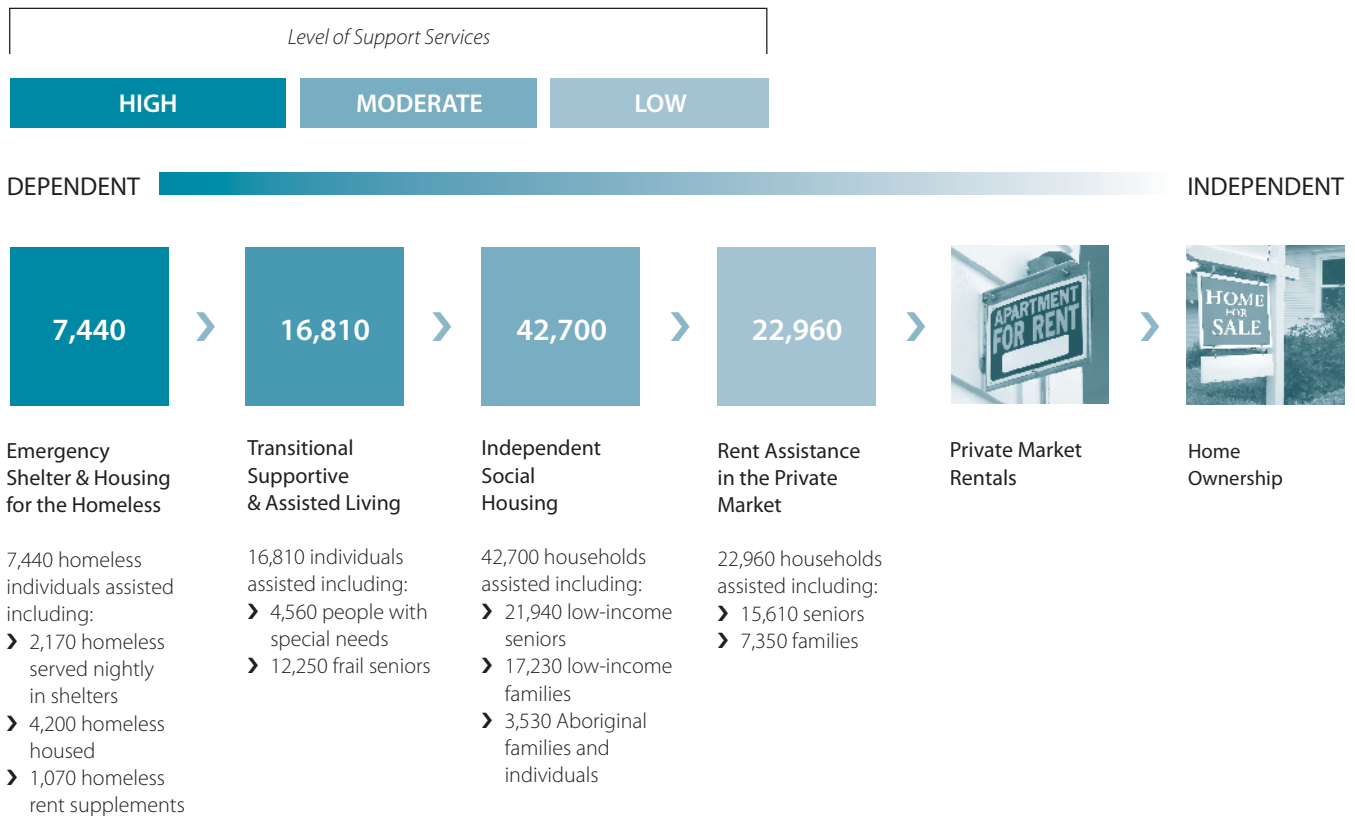 Level of Support Services
HIGH
MODERATE
LOW
DEPENDENT
INDEPENDENT
7,440
16,810
42,700
22,960
APARTMENT
FOR RENT
HOME
FOR
SALE
Emergency
Shelter & Housing
for the Homeless
7,440 homeless
individuals assisted
including:
› 2,170 homeless
served nightly
in shelters
› 4,200 homeless
housed
› 1,070 homeless
rent supplements
Transitional
Supportive
& Assisted Living
16,810 individuals
assisted including:
› 4,560 people with
special needs
› 12,250 frail seniors
Independent
Social
Housing
42,700 households
assisted including:
› 21,940 low-income
seniors
› 17,230 low-income
families
› 3,530 Aboriginal
families and
individuals
Rent Assistance
in the Private
Market
22,960 households
assisted including:
› 15,610 seniors
› 7,350 families
Private Market
Rentals
Home
Ownership